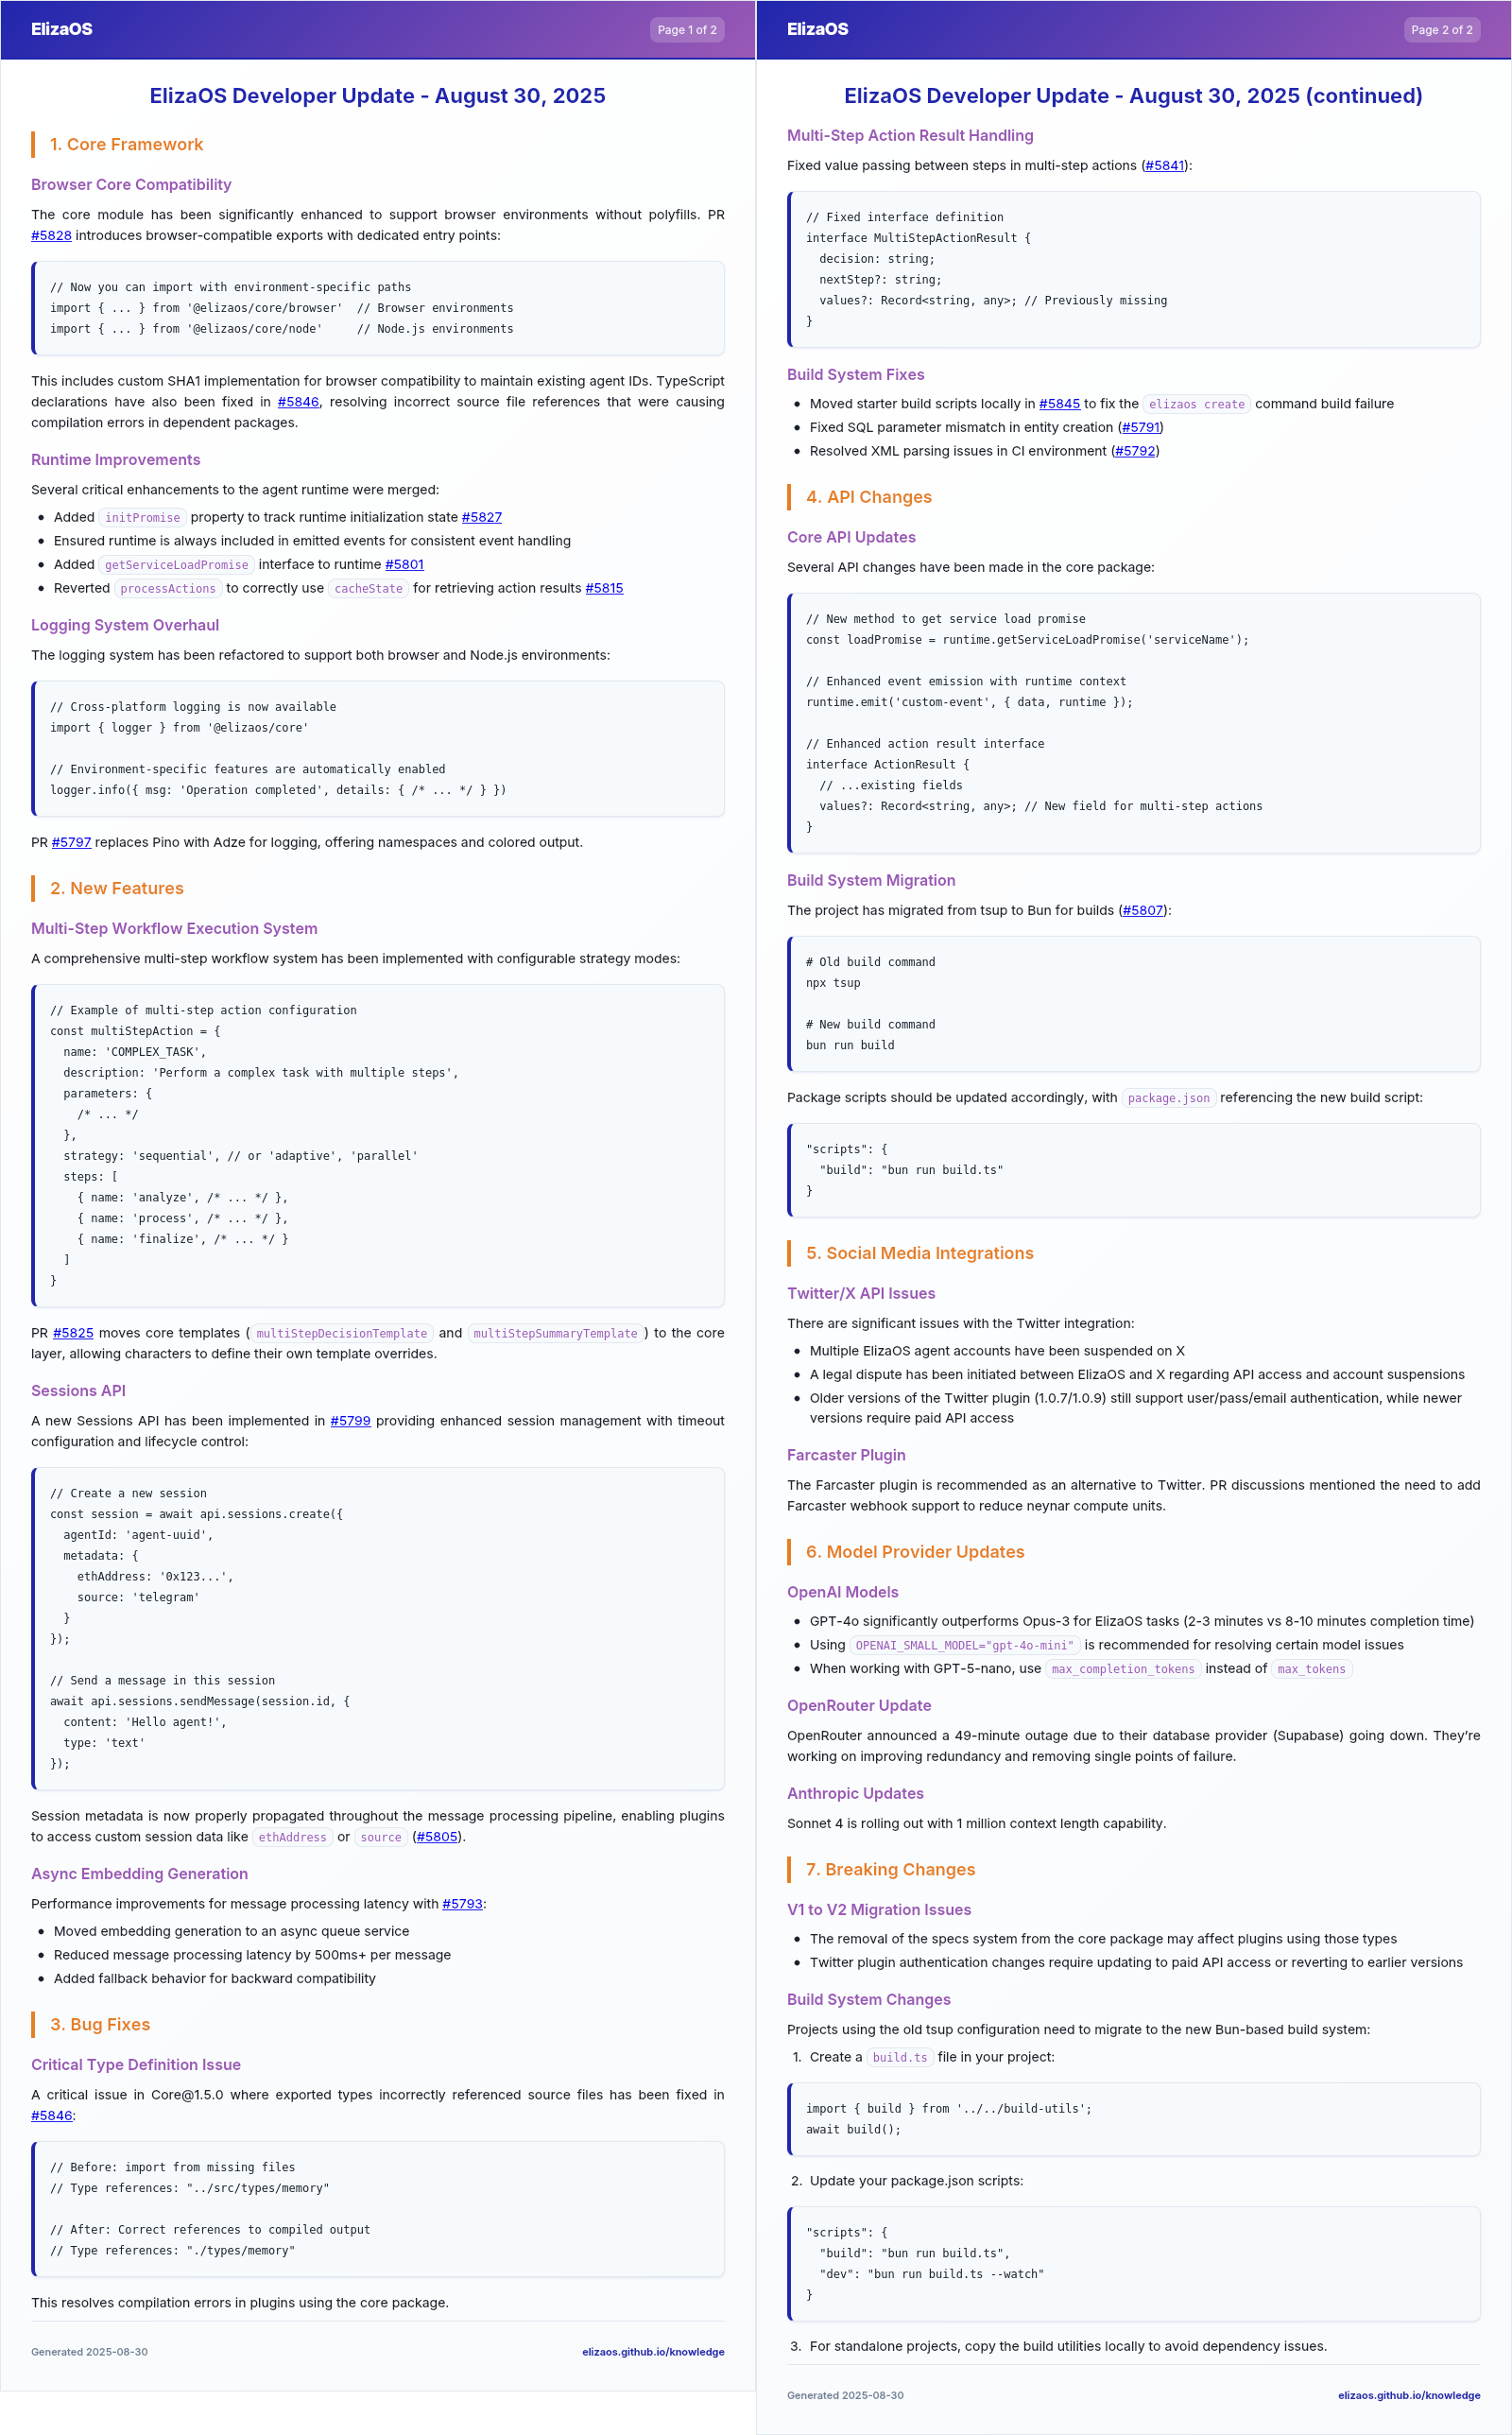 ElizaOS
Page 1 of 2
ElizaOS Developer Update - August 30, 2025
1. Core Framework
Browser Core Compatibility
The core module has been significantly enhanced to support browser environments without polyfills. PR
#5828 introduces browser-compatible exports with dedicated entry points:
// Now you can import with environment-specific paths
import { ... } from '@elizaos/core/browser'  // Browser environments
import { ... } from '@elizaos/core/node'     // Node.js environments
This includes custom SHA1 implementation for browser compatibility to maintain existing agent IDs. TypeScript
declarations have also been fixed in #5846, resolving incorrect source file references that were causing
compilation errors in dependent packages.
Runtime Improvements
Several critical enhancements to the agent runtime were merged:
• Added initPromise property to track runtime initialization state #5827
• Ensured runtime is always included in emitted events for consistent event handling
• Added getServiceLoadPromise interface to runtime #5801
• Reverted processActions to correctly use cacheState for retrieving action results #5815
Logging System Overhaul
The logging system has been refactored to support both browser and Node.js environments:
// Cross-platform logging is now available
import { logger } from '@elizaos/core'
// Environment-specific features are automatically enabled
logger.info({ msg: 'Operation completed', details: { /* ... */ } })
PR #5797 replaces Pino with Adze for logging, offering namespaces and colored output.
2. New Features
Multi-Step Workflow Execution System
A comprehensive multi-step workflow system has been implemented with configurable strategy modes:
// Example of multi-step action configuration
const multiStepAction = {
  name: 'COMPLEX_TASK',
  description: 'Perform a complex task with multiple steps',
  parameters: {
    /* ... */
  },
  strategy: 'sequential', // or 'adaptive', 'parallel'
  steps: [
    { name: 'analyze', /* ... */ },
    { name: 'process', /* ... */ },
    { name: 'finalize', /* ... */ }
  ]
}
PR #5825 moves core templates (multiStepDecisionTemplate and multiStepSummaryTemplate) to the core
layer, allowing characters to define their own template overrides.
Sessions API
A new Sessions API has been implemented in #5799 providing enhanced session management with timeout
configuration and lifecycle control:
// Create a new session
const session = await api.sessions.create({
  agentId: 'agent-uuid',
  metadata: {
    ethAddress: '0x123...',
    source: 'telegram'
  }
});
// Send a message in this session
await api.sessions.sendMessage(session.id, {
  content: 'Hello agent!',
  type: 'text'
});
Session metadata is now properly propagated throughout the message processing pipeline, enabling plugins
to access custom session data like ethAddress or source (#5805).
Async Embedding Generation
Performance improvements for message processing latency with #5793:
• Moved embedding generation to an async queue service
• Reduced message processing latency by 500ms+ per message
• Added fallback behavior for backward compatibility
3. Bug Fixes
Critical Type Definition Issue
A critical issue in Core@1.5.0 where exported types incorrectly referenced source files has been fixed in
#5846:
// Before: import from missing files
// Type references: "../src/types/memory"
// After: Correct references to compiled output
// Type references: "./types/memory"
This resolves compilation errors in plugins using the core package.
Generated 2025-08-30
elizaos.github.io/knowledge
ElizaOS
Page 2 of 2
ElizaOS Developer Update - August 30, 2025 (continued)
Multi-Step Action Result Handling
Fixed value passing between steps in multi-step actions (#5841):
// Fixed interface definition
interface MultiStepActionResult {
  decision: string;
  nextStep?: string;
  values?: Record<string, any>; // Previously missing
}
Build System Fixes
• Moved starter build scripts locally in #5845 to fix the elizaos create command build failure
• Fixed SQL parameter mismatch in entity creation (#5791)
• Resolved XML parsing issues in CI environment (#5792)
4. API Changes
Core API Updates
Several API changes have been made in the core package:
// New method to get service load promise
const loadPromise = runtime.getServiceLoadPromise('serviceName');
// Enhanced event emission with runtime context
runtime.emit('custom-event', { data, runtime });
// Enhanced action result interface
interface ActionResult {
  // ...existing fields
  values?: Record<string, any>; // New field for multi-step actions
}
Build System Migration
The project has migrated from tsup to Bun for builds (#5807):
# Old build command
npx tsup
# New build command
bun run build
Package scripts should be updated accordingly, with package.json referencing the new build script:
"scripts": {
  "build": "bun run build.ts"
}
5. Social Media Integrations
Twitter/X API Issues
There are significant issues with the Twitter integration:
• Multiple ElizaOS agent accounts have been suspended on X
• A legal dispute has been initiated between ElizaOS and X regarding API access and account suspensions
• Older versions of the Twitter plugin (1.0.7/1.0.9) still support user/pass/email authentication, while newer
versions require paid API access
Farcaster Plugin
The Farcaster plugin is recommended as an alternative to Twitter. PR discussions mentioned the need to add
Farcaster webhook support to reduce neynar compute units.
6. Model Provider Updates
OpenAI Models
• GPT-4o significantly outperforms Opus-3 for ElizaOS tasks (2-3 minutes vs 8-10 minutes completion time)
• Using OPENAI_SMALL_MODEL="gpt-4o-mini" is recommended for resolving certain model issues
• When working with GPT-5-nano, use max_completion_tokens instead of max_tokens
OpenRouter Update
OpenRouter announced a 49-minute outage due to their database provider (Supabase) going down. They're
working on improving redundancy and removing single points of failure.
Anthropic Updates
Sonnet 4 is rolling out with 1 million context length capability.
7. Breaking Changes
V1 to V2 Migration Issues
• The removal of the specs system from the core package may affect plugins using those types
• Twitter plugin authentication changes require updating to paid API access or reverting to earlier versions
Build System Changes
Projects using the old tsup configuration need to migrate to the new Bun-based build system:
1. Create a build.ts file in your project:
import { build } from '../../build-utils';
await build();
2. Update your package.json scripts:
"scripts": {
  "build": "bun run build.ts",
  "dev": "bun run build.ts --watch"
}
3. For standalone projects, copy the build utilities locally to avoid dependency issues.
Generated 2025-08-30
elizaos.github.io/knowledge